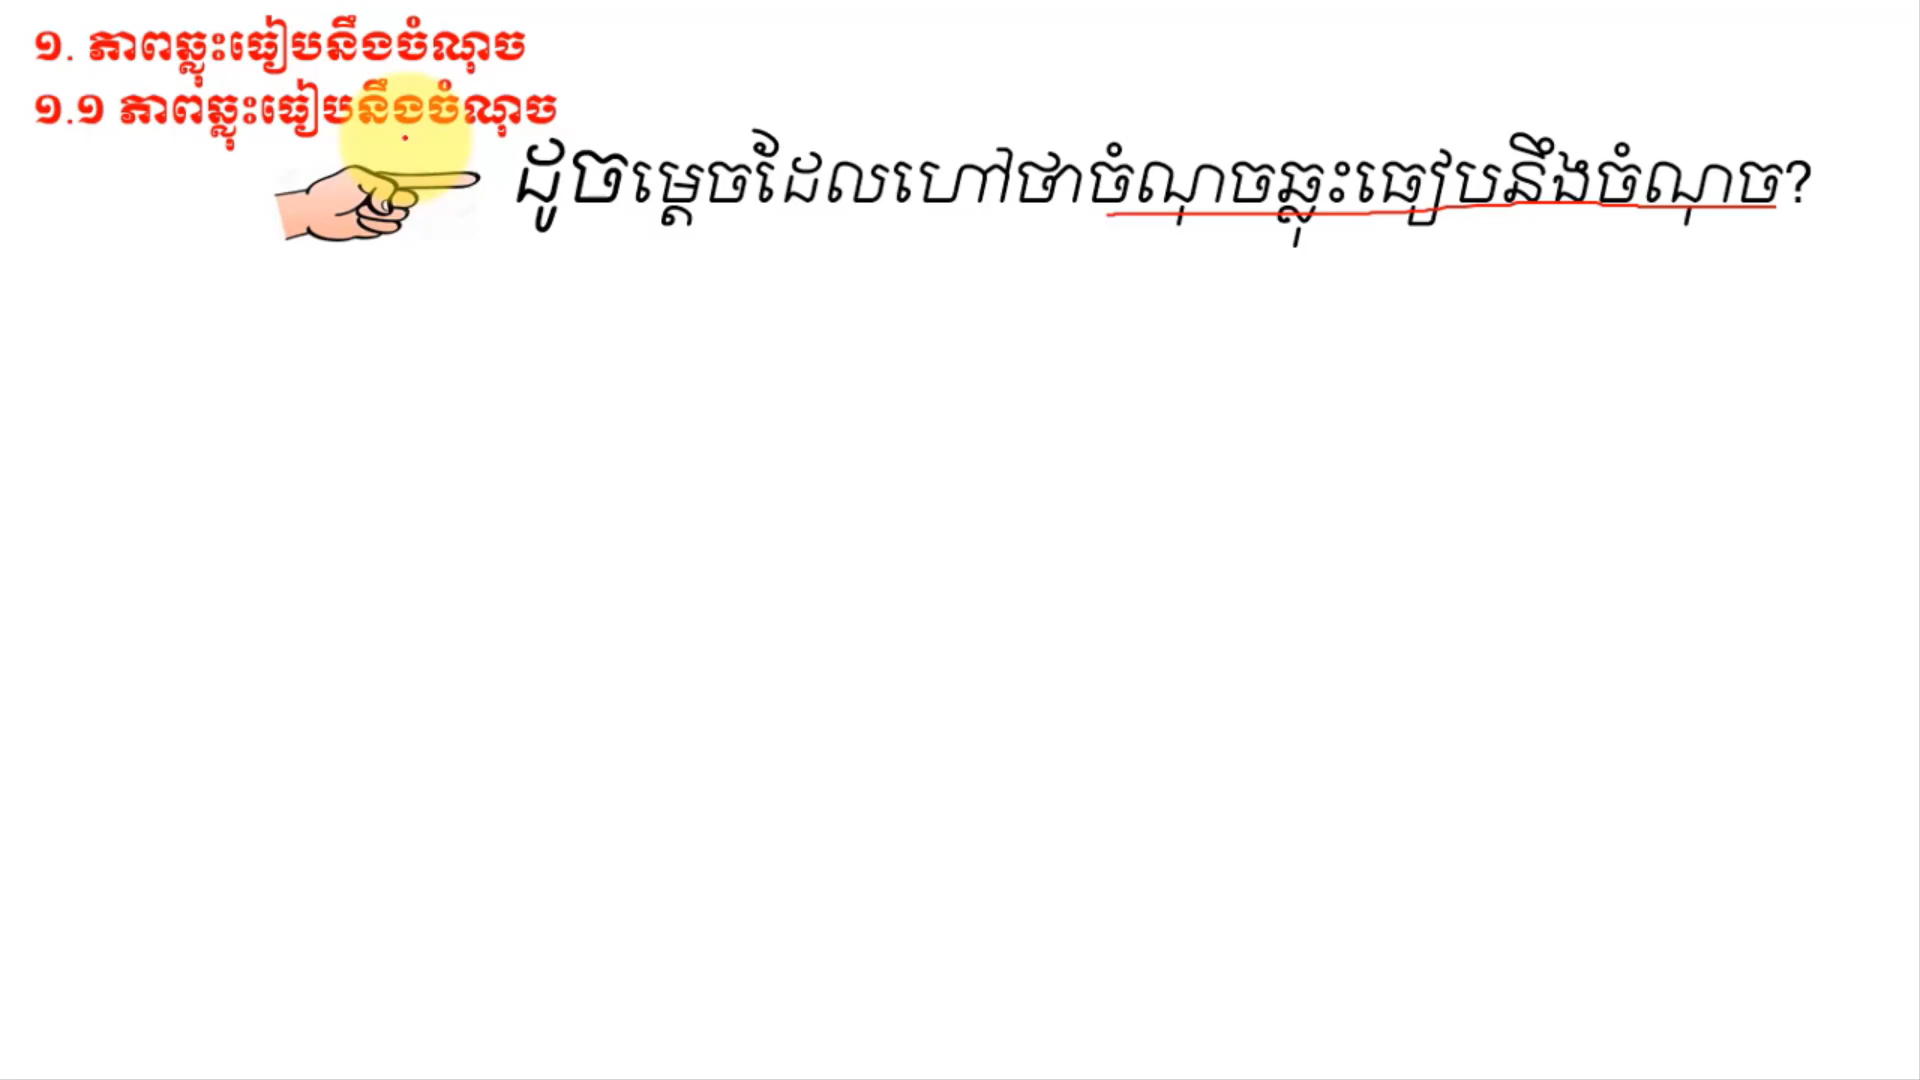 ១. ភាពឆ្លុះធៀបនឹងចំណុច
១.១ ភាពឆ្លុះធៀបនឹងចំណុច
ដូចម្ដេចដែលហៅថាចំណុចឆ្លុះធៀបនឹងចំណុច?